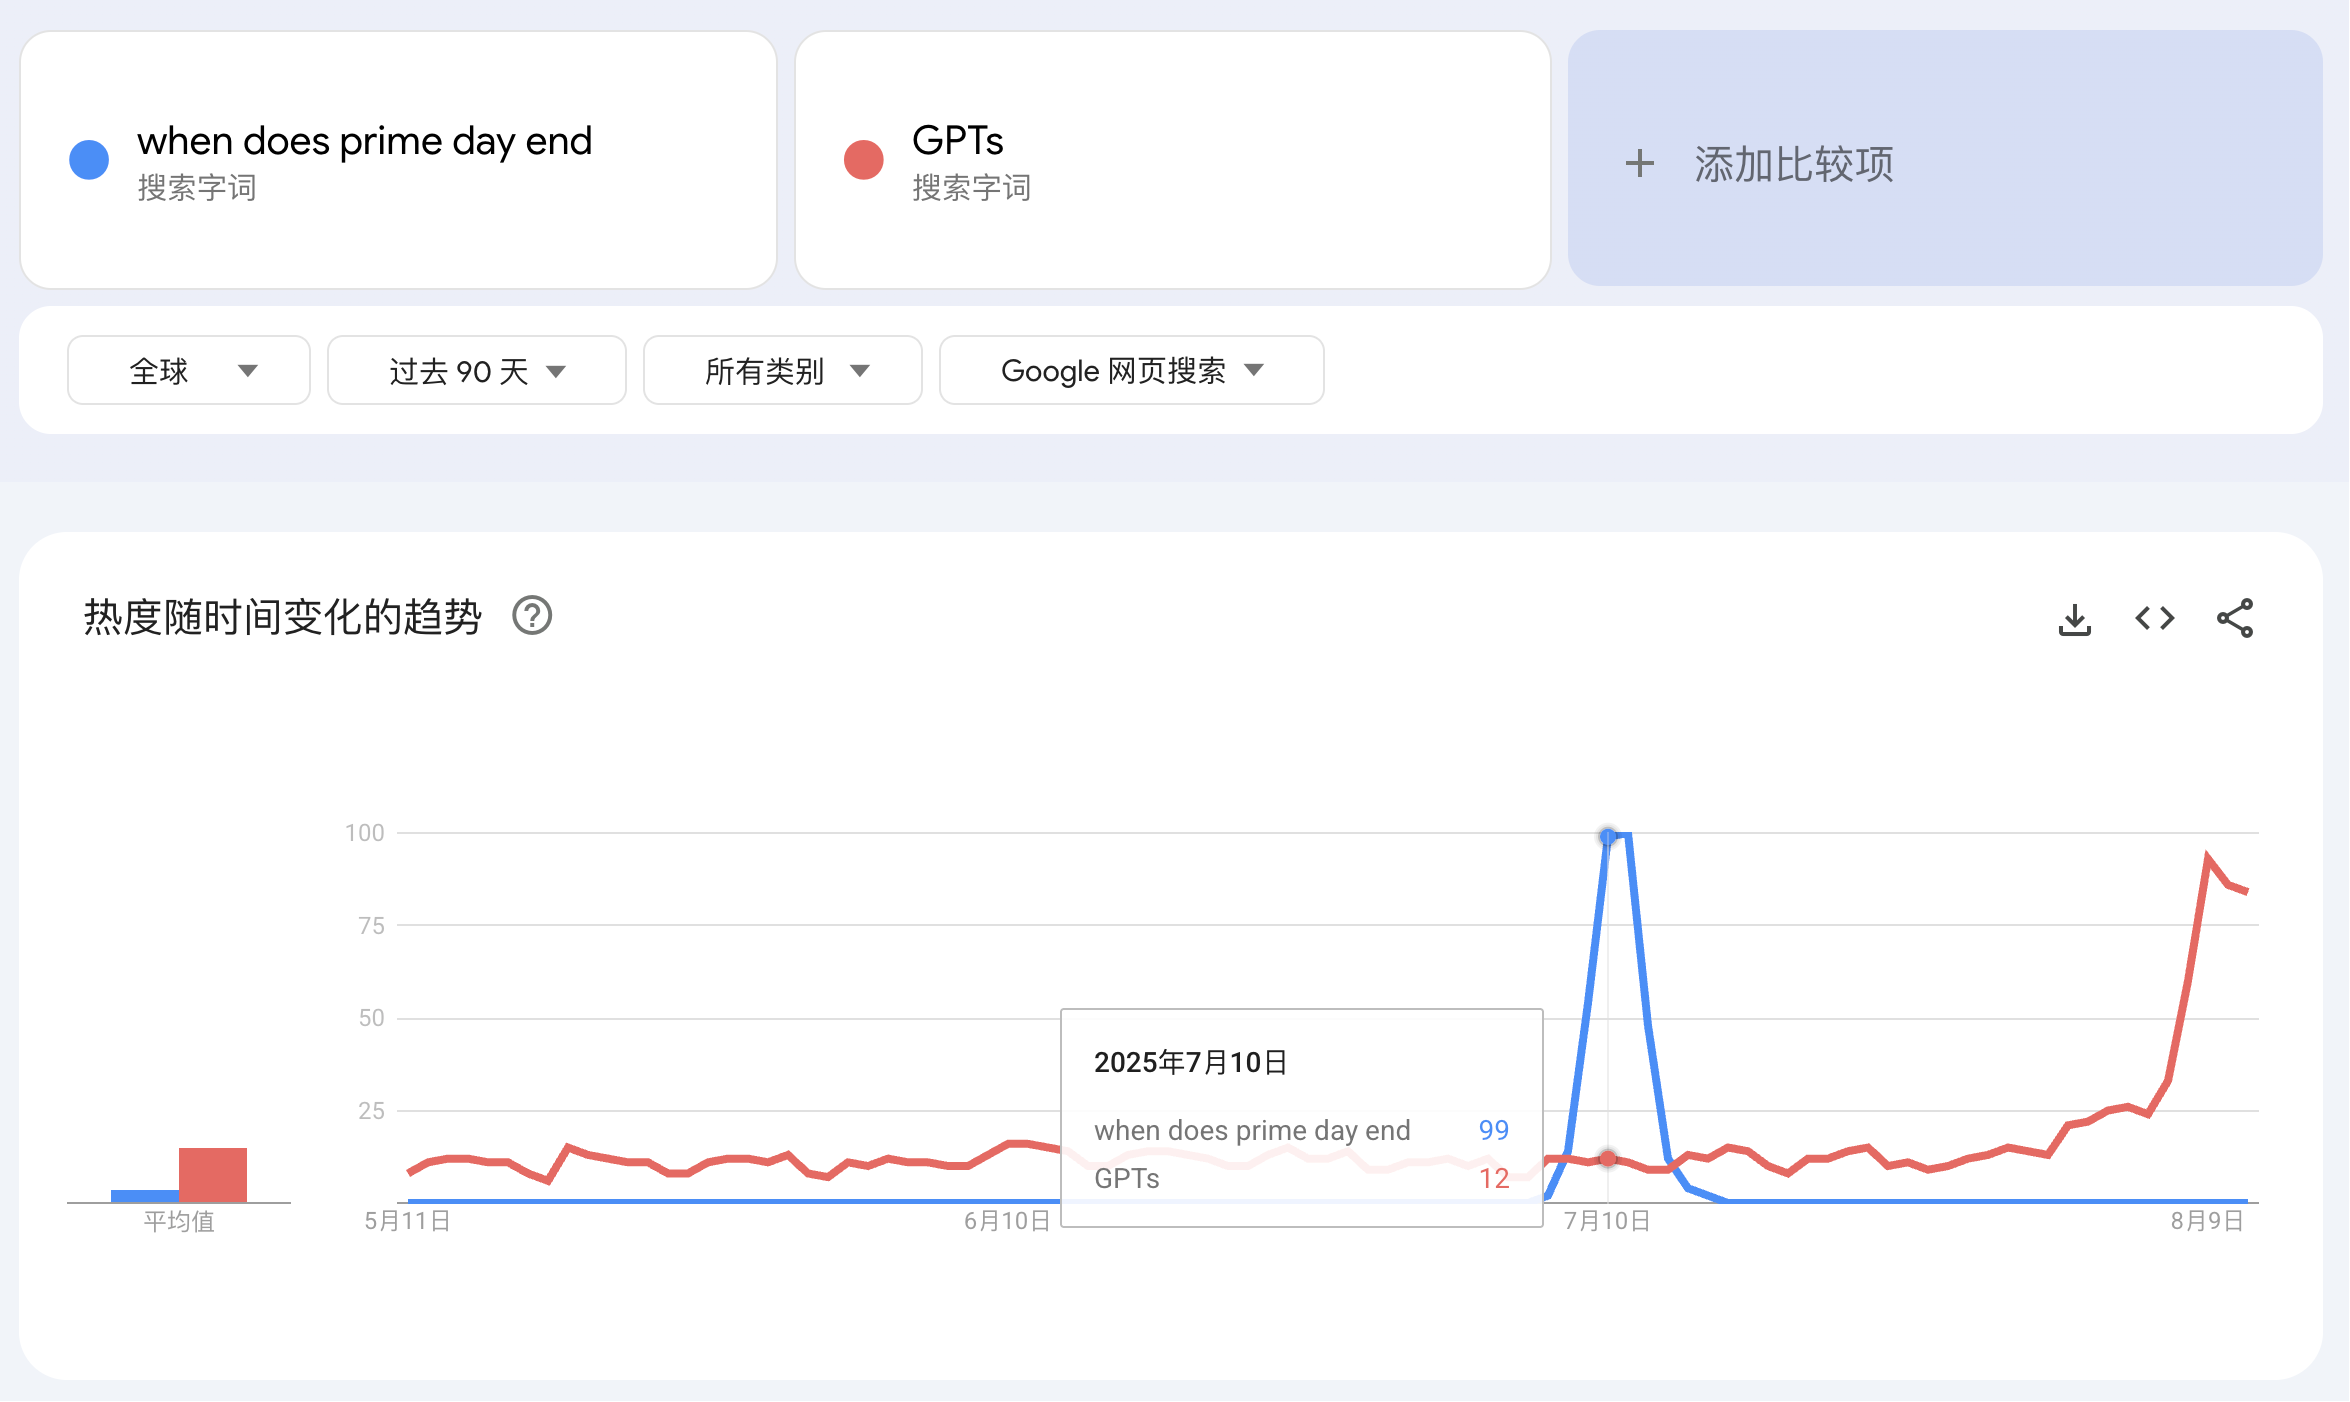 when does prime day end
搜索字词
GPTs
搜索字词
+ 添加比较项
全球
过去 90 天
所有类别
Google 网页搜索
热度随时间变化的趋势
100
75
50
25
2025年7月10日
when does prime day end 99
GPTs 12
平均值
5月11日
6月10日
7月10日
8月9日